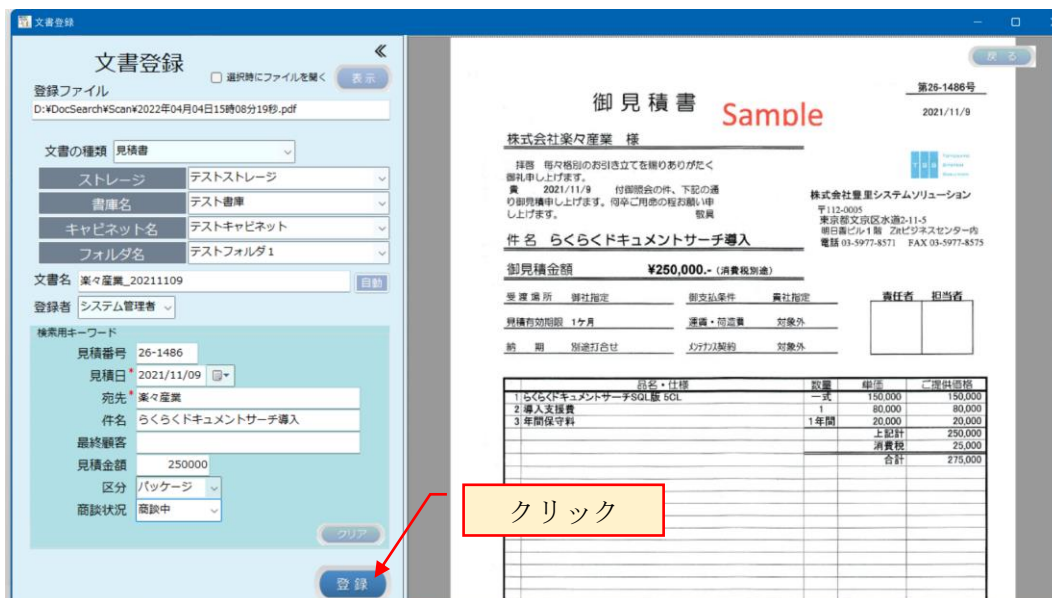 文書登録
文書登録
≪
選択時にファイルを開く
表示
登録ファイル
D:¥DocSearch¥Scan¥2022年04月04日15時08分19秒.pdf
文書の種類 見積書
ストレージ テストストレージ
書庫名 テスト書庫
キャビネット名 テストキャビネット
フォルダ名 テストフォルダ1
文書名 楽々産業_20211109 自動
登録者 システム管理者
検索用キーワード
見積番号 26-1486
見積日* 2021/11/09
宛先* 楽々産業
件名 らくらくドキュメントサーチ導入
最終顧客
見積金額 250000
区分 パッケージ
商談状況 商談中
クリア
登録
クリック
戻る
第26-1486号
御見積書 Sample
2021/11/9
株式会社楽々産業 様
拝啓 毎々格別のお引き立てを賜りありがたく
御礼申し上げます。
貴 2021/11/9 付御照会の件、下記の通
り御見積申し上げます。何卒ご用命の程お願い申
し上げます。 敬具
TSS
株式会社豊里システムソリューション
〒112-0005
東京都文京区水道2-11-5
明日香ビル1階 Zitビジネスセンター内
電話 03-5977-8571 FAX 03-5977-8575
件 名 らくらくドキュメントサーチ導入
御見積金額 ¥250,000.- (消費税別途)
受渡場所 御社指定 御支払条件 貴社指定
責任者 担当者
見積有効期限 1ケ月 運賃・荷造費 対象外
納 期 別途打合せ メンテナンス契約 対象外
品名・仕様 数量 単価 ご提供価格
1 らくらくドキュメントサーチSQL版 5CL 一式 150,000 150,000
2 導入支援費 1 80,000 80,000
3 年間保守料 1年間 20,000 20,000
上記計 250,000
消費税 25,000
合計 275,000